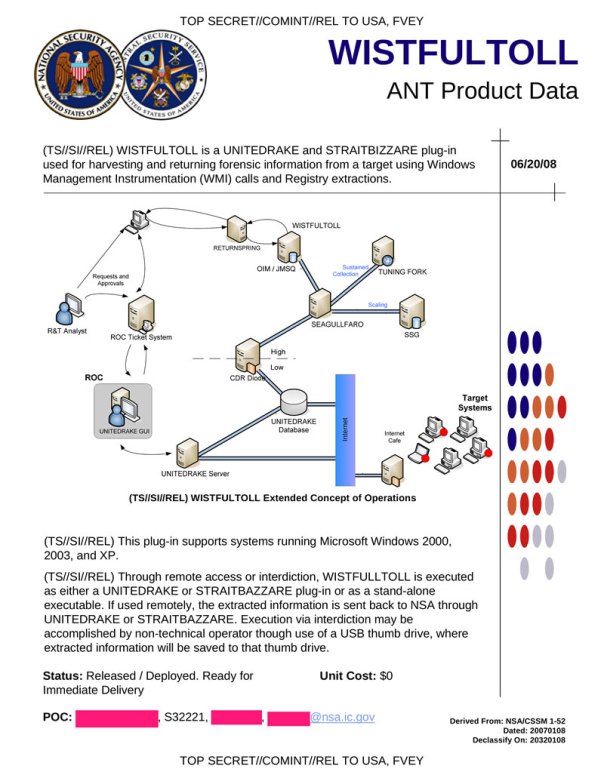 TOP SECRET//COMINT//REL TO USA, FVEY
WISTFULTOLL
ANT Product Data
NATIONAL SECURITY AGENCY
UNITED STATES OF AMERICA
CENTRAL SECURITY SERVICE
UNITED STATES OF AMERICA
(TS//SI//REL) WISTFULTOLL is a UNITEDRAKE and STRAITBIZZARE plug-in
used for harvesting and returning forensic information from a target using Windows
Management Instrumentation (WMI) calls and Registry extractions.
06/20/08
WISTFULTOLL
RETURNSPRING
OIM / JMSQ
Sustained
Collection
TUNING FORK
Requests and
Approvals
Scaling
R&T Analyst
ROC Ticket System
SEAGULLFARO
SSG
High
Low
CDR Diode
ROC
Target
Systems
UNITEDRAKE GUI
UNITEDRAKE
Database
Internet
Internet
Cafe
UNITEDRAKE Server
(TS//SI//REL) WISTFULTOLL Extended Concept of Operations
(TS//SI//REL) This plug-in supports systems running Microsoft Windows 2000,
2003, and XP.
(TS//SI//REL) Through remote access or interdiction, WISTFULLTOLL is executed
as either a UNITEDRAKE or STRAITBAZZARE plug-in or as a stand-alone
executable. If used remotely, the extracted information is sent back to NSA through
UNITEDRAKE or STRAITBAZZARE. Execution via interdiction may be
accomplished by non-technical operator though use of a USB thumb drive, where
extracted information will be saved to that thumb drive.
Status: Released / Deployed. Ready for
Immediate Delivery
Unit Cost: $0
POC: , S32221, , @nsa.ic.gov
Derived From: NSA/CSSM 1-52
Dated: 20070108
Declassify On: 20320108
TOP SECRET//COMINT//REL TO USA, FVEY